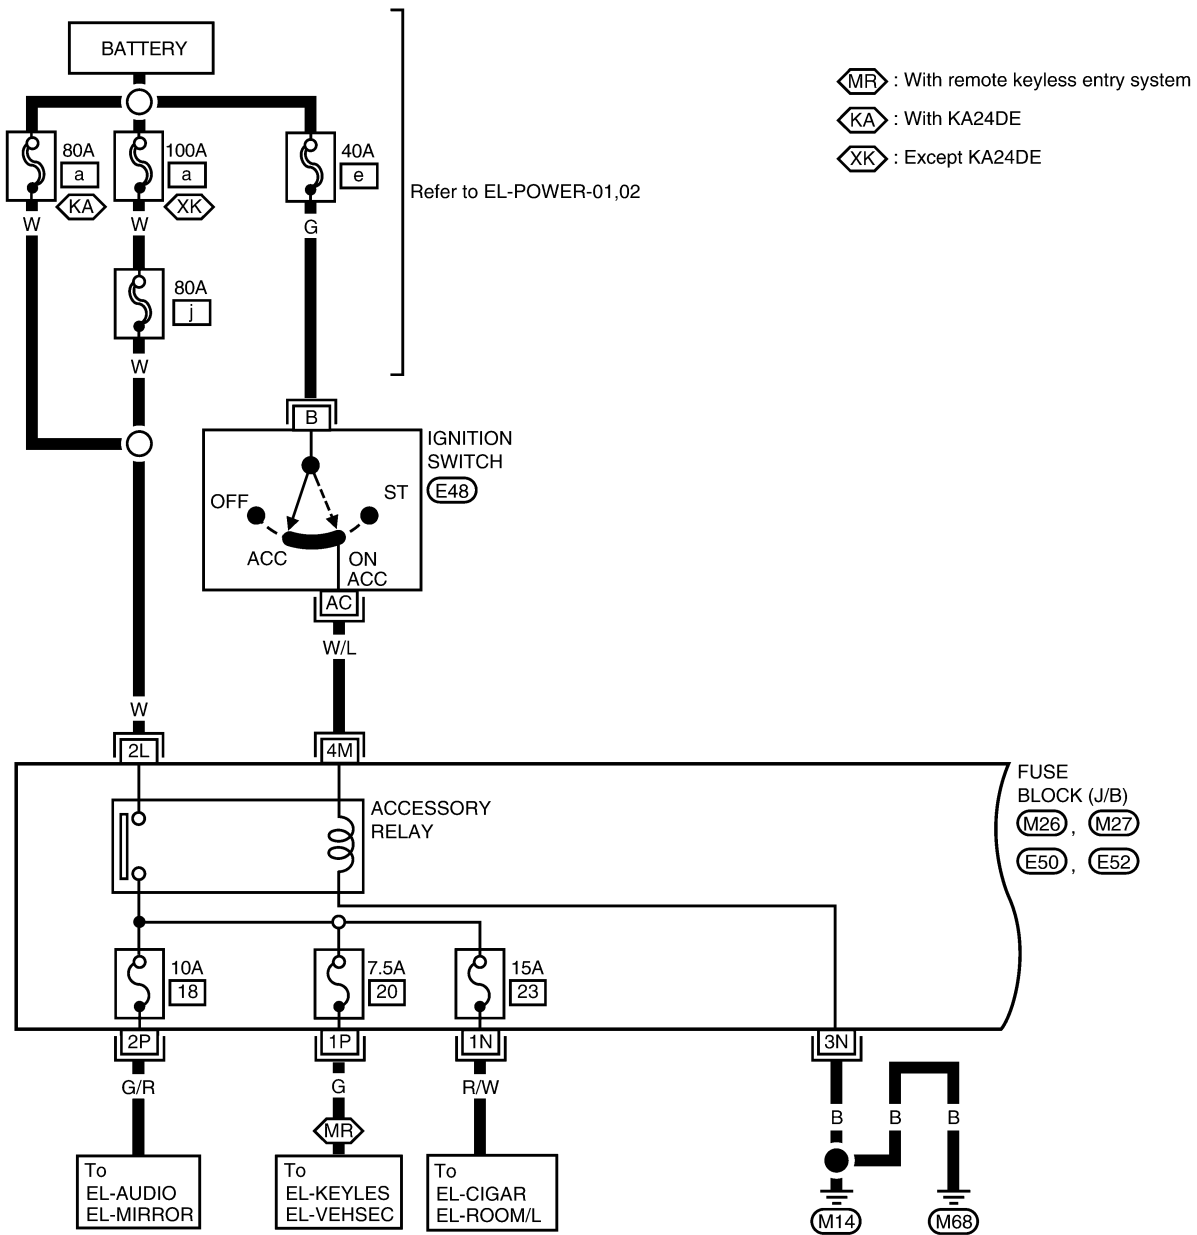 BATTERY
MR : With remote keyless entry system
KA : With KA24DE
XK : Except KA24DE
80A
a
KA
100A
a
XK
40A
e
Refer to EL-POWER-01,02
W
W
G
80A
j
W
B
IGNITION
SWITCH
E48
OFF
ST
ACC
ON
ACC
AC
W/L
W
2L
4M
FUSE
BLOCK (J/B)
M26 , M27
E50 , E52
ACCESSORY
RELAY
10A
18
7.5A
20
15A
23
2P
1P
1N
3N
G/R
G
R/W
MR
B
B
B
To
EL-AUDIO
EL-MIRROR
To
EL-KEYLES
EL-VEHSEC
To
EL-CIGAR
EL-ROOM/L
M14
M68